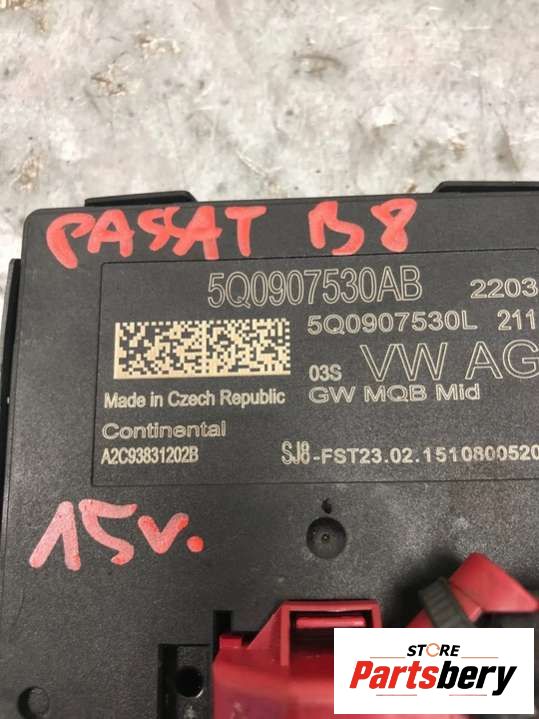 PASSAT B8
5Q0907530AB 2203
5Q0907530L 211
03S VW AG
Made in Czech Republic GW MQB Mid
Continental
A2C93831202B SJ8-FST23.02.1510800520
15v.
STORE
Partsbery